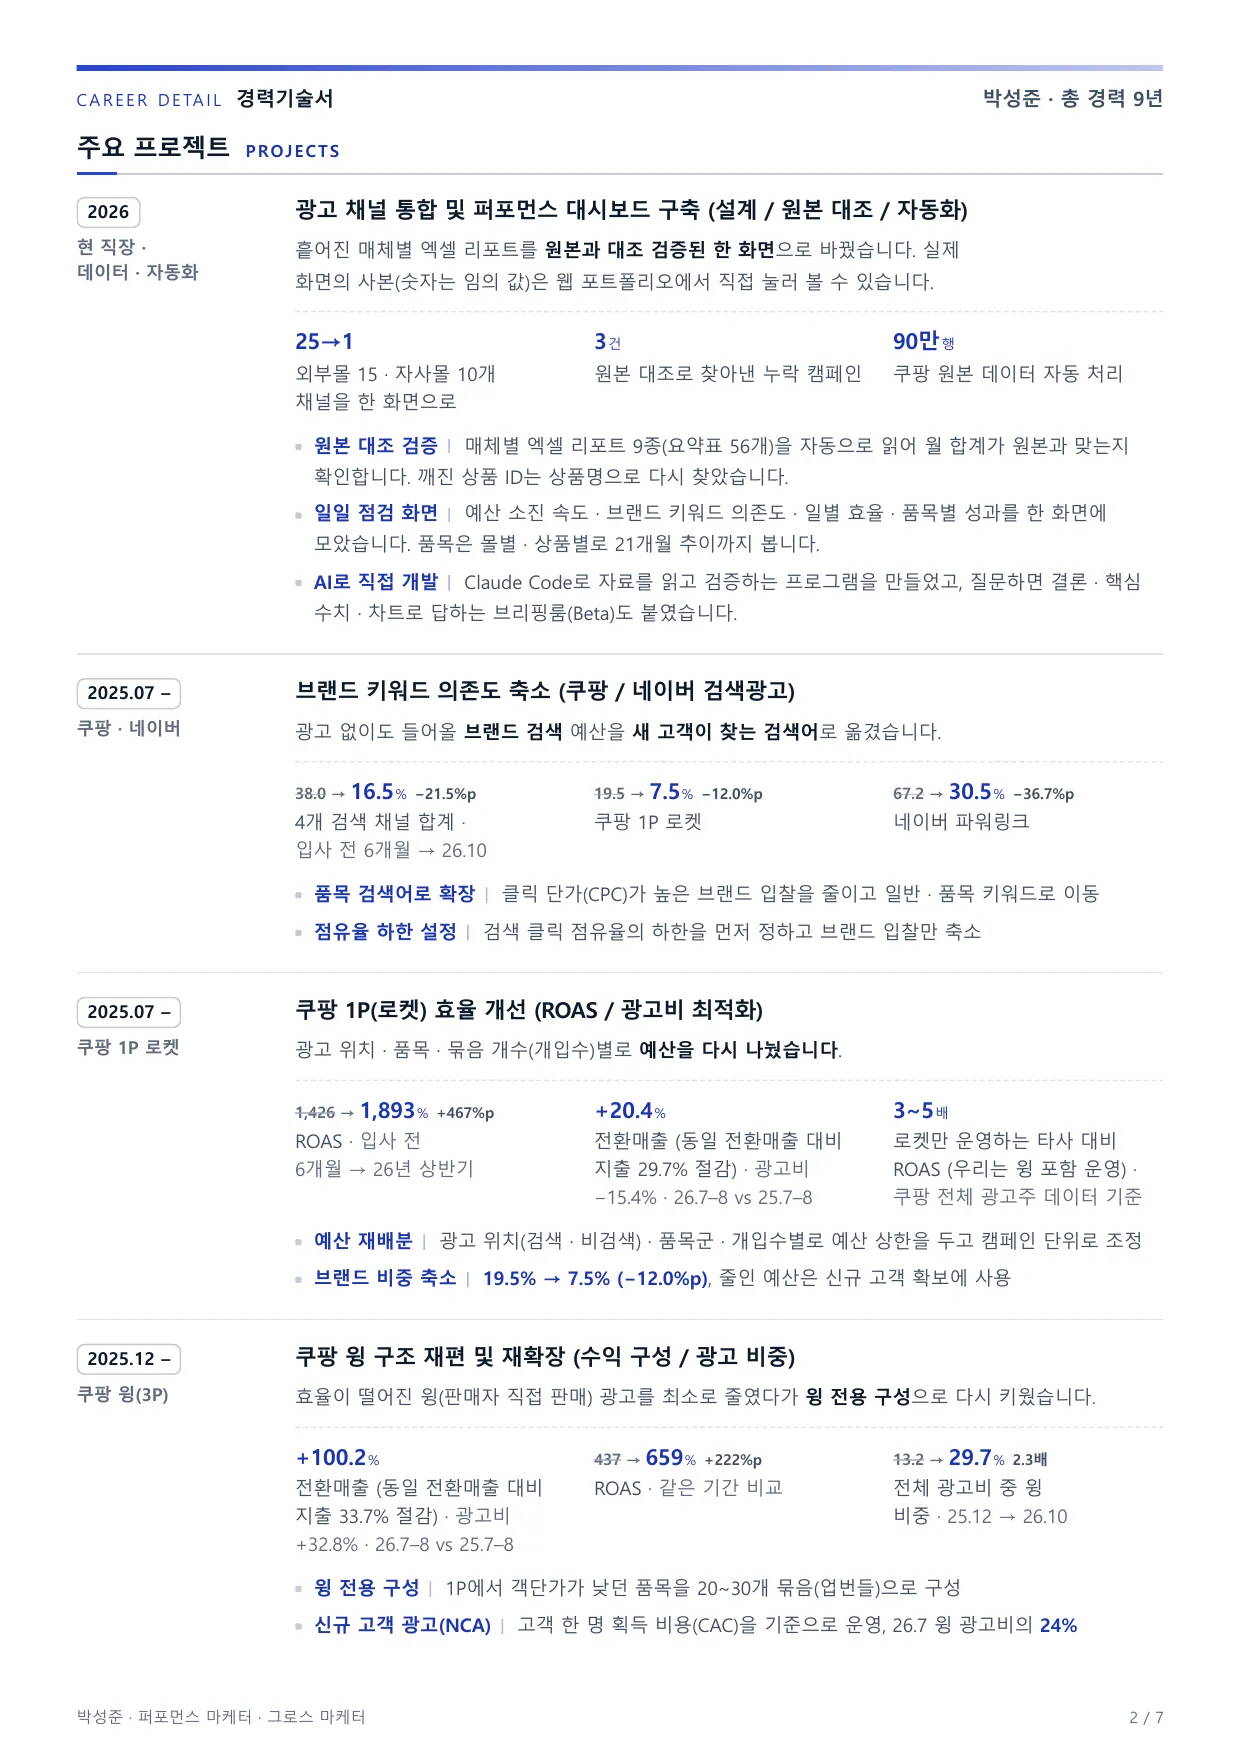 CAREER DETAIL 경력기술서
박성준 · 총 경력 9년
주요 프로젝트 PROJECTS
2026
현 직장 ·
데이터 · 자동화
광고 채널 통합 및 퍼포먼스 대시보드 구축 (설계 / 원본 대조 / 자동화)
흩어진 매체별 엑셀 리포트를 원본과 대조 검증된 한 화면으로 바꿨습니다. 실제
화면의 사본(숫자는 임의 값)은 웹 포트폴리오에서 직접 눌러 볼 수 있습니다.
25→1
외부몰 15 · 자사몰 10개
채널을 한 화면으로
3건
원본 대조로 찾아낸 누락 캠페인
90만행
쿠팡 원본 데이터 자동 처리
원본 대조 검증 | 매체별 엑셀 리포트 9종(요약표 56개)을 자동으로 읽어 월 합계가 원본과 맞는지
확인합니다. 깨진 상품 ID는 상품명으로 다시 찾았습니다.
일일 점검 화면 | 예산 소진 속도 · 브랜드 키워드 의존도 · 일별 효율 · 품목별 성과를 한 화면에
모았습니다. 품목은 몰별 · 상품별로 21개월 추이까지 봅니다.
AI로 직접 개발 | Claude Code로 자료를 읽고 검증하는 프로그램을 만들었고, 질문하면 결론 · 핵심
수치 · 차트로 답하는 브리핑룸(Beta)도 붙였습니다.
2025.07 –
쿠팡 · 네이버
브랜드 키워드 의존도 축소 (쿠팡 / 네이버 검색광고)
광고 없이도 들어올 브랜드 검색 예산을 새 고객이 찾는 검색어로 옮겼습니다.
38.0 → 16.5% −21.5%p
4개 검색 채널 합계 ·
입사 전 6개월 → 26.10
19.5 → 7.5% −12.0%p
쿠팡 1P 로켓
67.2 → 30.5% −36.7%p
네이버 파워링크
품목 검색어로 확장 | 클릭 단가(CPC)가 높은 브랜드 입찰을 줄이고 일반 · 품목 키워드로 이동
점유율 하한 설정 | 검색 클릭 점유율의 하한을 먼저 정하고 브랜드 입찰만 축소
2025.07 –
쿠팡 1P 로켓
쿠팡 1P(로켓) 효율 개선 (ROAS / 광고비 최적화)
광고 위치 · 품목 · 묶음 개수(개입수)별로 예산을 다시 나눴습니다.
1,426 → 1,893% +467%p
ROAS · 입사 전
6개월 → 26년 상반기
+20.4%
전환매출 (동일 전환매출 대비
지출 29.7% 절감) · 광고비
−15.4% · 26.7–8 vs 25.7–8
3~5배
로켓만 운영하는 타사 대비
ROAS (우리는 윙 포함 운영) ·
쿠팡 전체 광고주 데이터 기준
예산 재배분 | 광고 위치(검색 · 비검색) · 품목군 · 개입수별로 예산 상한을 두고 캠페인 단위로 조정
브랜드 비중 축소 | 19.5% → 7.5% (−12.0%p), 줄인 예산은 신규 고객 확보에 사용
2025.12 –
쿠팡 윙(3P)
쿠팡 윙 구조 재편 및 재확장 (수익 구성 / 광고 비중)
효율이 떨어진 윙(판매자 직접 판매) 광고를 최소로 줄였다가 윙 전용 구성으로 다시 키웠습니다.
+100.2%
전환매출 (동일 전환매출 대비
지출 33.7% 절감) · 광고비
+32.8% · 26.7–8 vs 25.7–8
437 → 659% +222%p
ROAS · 같은 기간 비교
13.2 → 29.7% 2.3배
전체 광고비 중 윙
비중 · 25.12 → 26.10
윙 전용 구성 | 1P에서 객단가가 낮던 품목을 20~30개 묶음(업번들)으로 구성
신규 고객 광고(NCA) | 고객 한 명 획득 비용(CAC)을 기준으로 운영, 26.7 윙 광고비의 24%
박성준 · 퍼포먼스 마케터 · 그로스 마케터
2 / 7